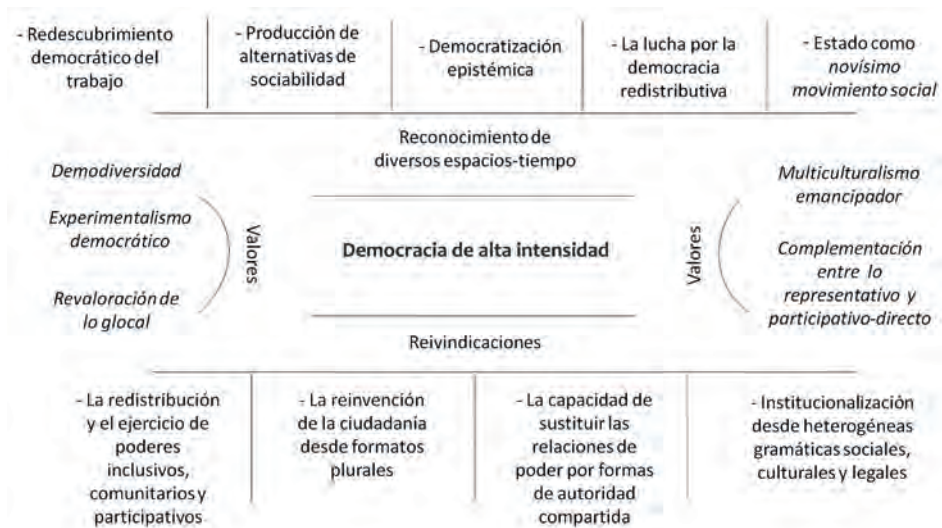 - Redescubrimiento
democrático del
trabajo
- Producción de
alternativas de
sociabilidad
- Democratización
epistémica
- La lucha por la
democracia
redistributiva
- Estado como
novísimo
movimiento social
Reconocimiento de
diversos espacios-tiempo
Demodiversidad
Experimentalismo
democrático
Revaloración de
lo glocal
Valores
Democracia de alta intensidad
Valores
Multiculturalismo
emancipador
Complementación
entre lo
representativo y
participativo-directo
Reivindicaciones
- La redistribución
y el ejercicio de
poderes
inclusivos,
comunitarios y
participativos
- La reinvención
de la ciudadanía
desde formatos
plurales
- La capacidad de
sustituir las
relaciones de
poder por formas
de autoridad
compartida
- Institucionalización
desde heterogéneas
gramáticas sociales,
culturales y legales